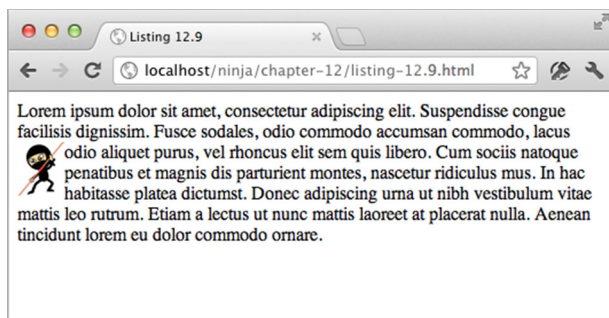 Listing 12.9
localhost/ninja/chapter-12/listing-12.9.html
Lorem ipsum dolor sit amet, consectetur adipiscing elit. Suspendisse congue
facilisis dignissim. Fusce sodales, odio commodo accumsan commodo, lacus
odio aliquet purus, vel rhoncus elit sem quis libero. Cum sociis natoque
penatibus et magnis dis parturient montes, nascetur ridiculus mus. In hac
habitasse platea dictumst. Donec adipiscing urna ut nibh vestibulum vitae
mattis leo rutrum. Etiam a lectus ut nunc mattis laoreet at placerat nulla. Aenean
tincidunt lorem eu dolor commodo ornare.